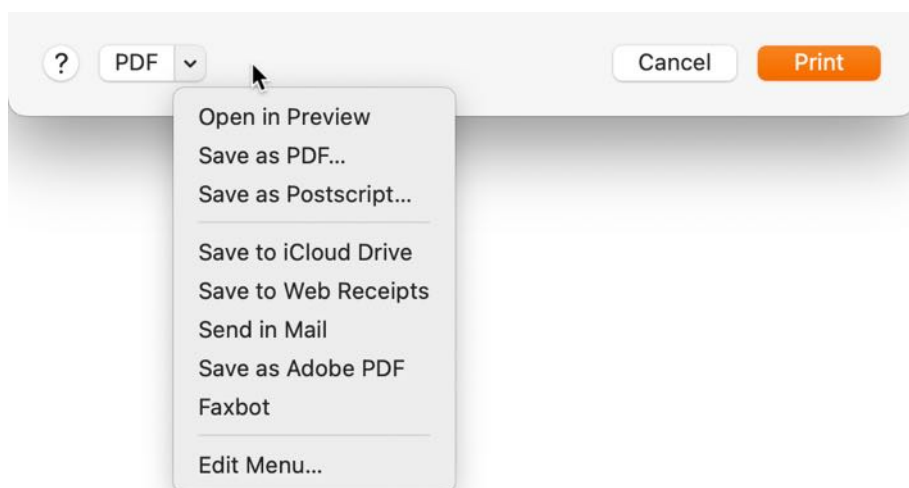 ? PDF Cancel Print
Open in Preview
Save as PDF...
Save as Postscript...
Save to iCloud Drive
Save to Web Receipts
Send in Mail
Save as Adobe PDF
Faxbot
Edit Menu...